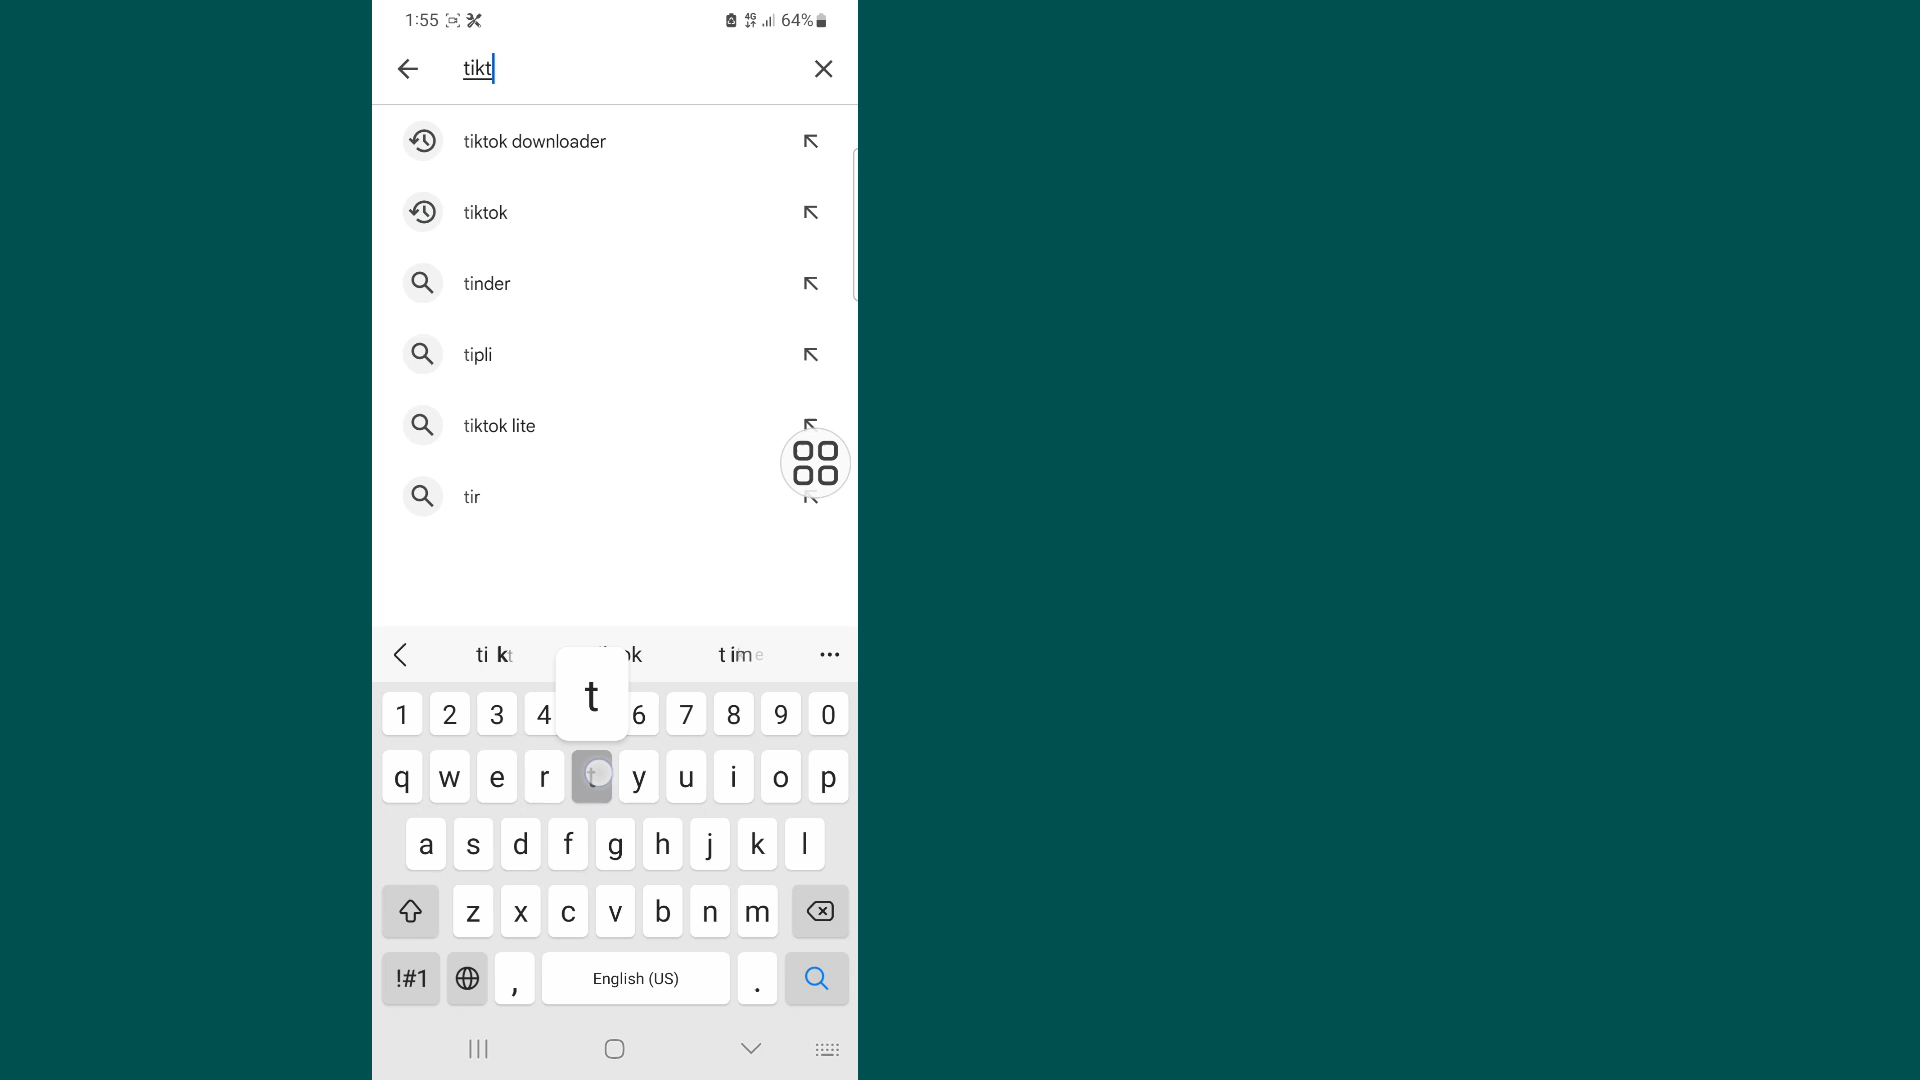 1:55 4G 64%
tikt
tiktok downloader
tiktok
tinder
tipli
tiktok lite
tir
t
1 2 3 4 6 7 8 9 0
q w e r t y u i o p
a s d f g h j k l
z x c v b n m
!#1 , English (US) .